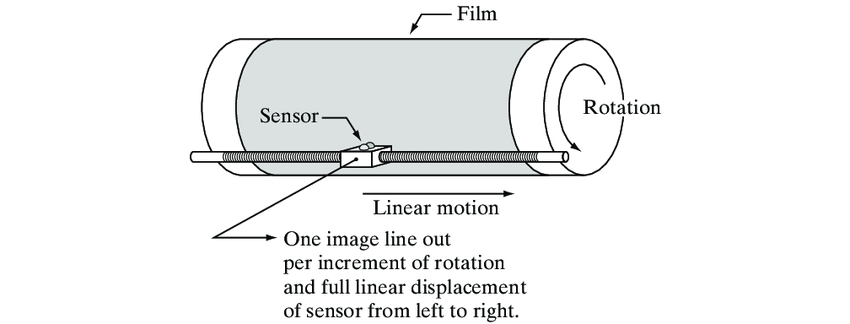 Film
Sensor
Rotation
Linear motion
One image line out
per increment of rotation
and full linear displacement
of sensor from left to right.